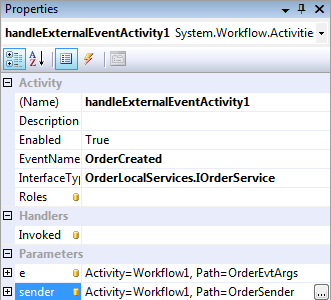 Properties
handleExternalEventActivity1 System.Workflow.Activitie
A Z
Activity
(Name) handleExternalEventActivity1
Description
Enabled True
EventName OrderCreated
InterfaceTyp OrderLocalServices.IOrderService
Roles
Handlers
Invoked
Parameters
e Activity=Workflow1, Path=OrderEvtArgs
sender Activity=Workflow1, Path=OrderSender ...